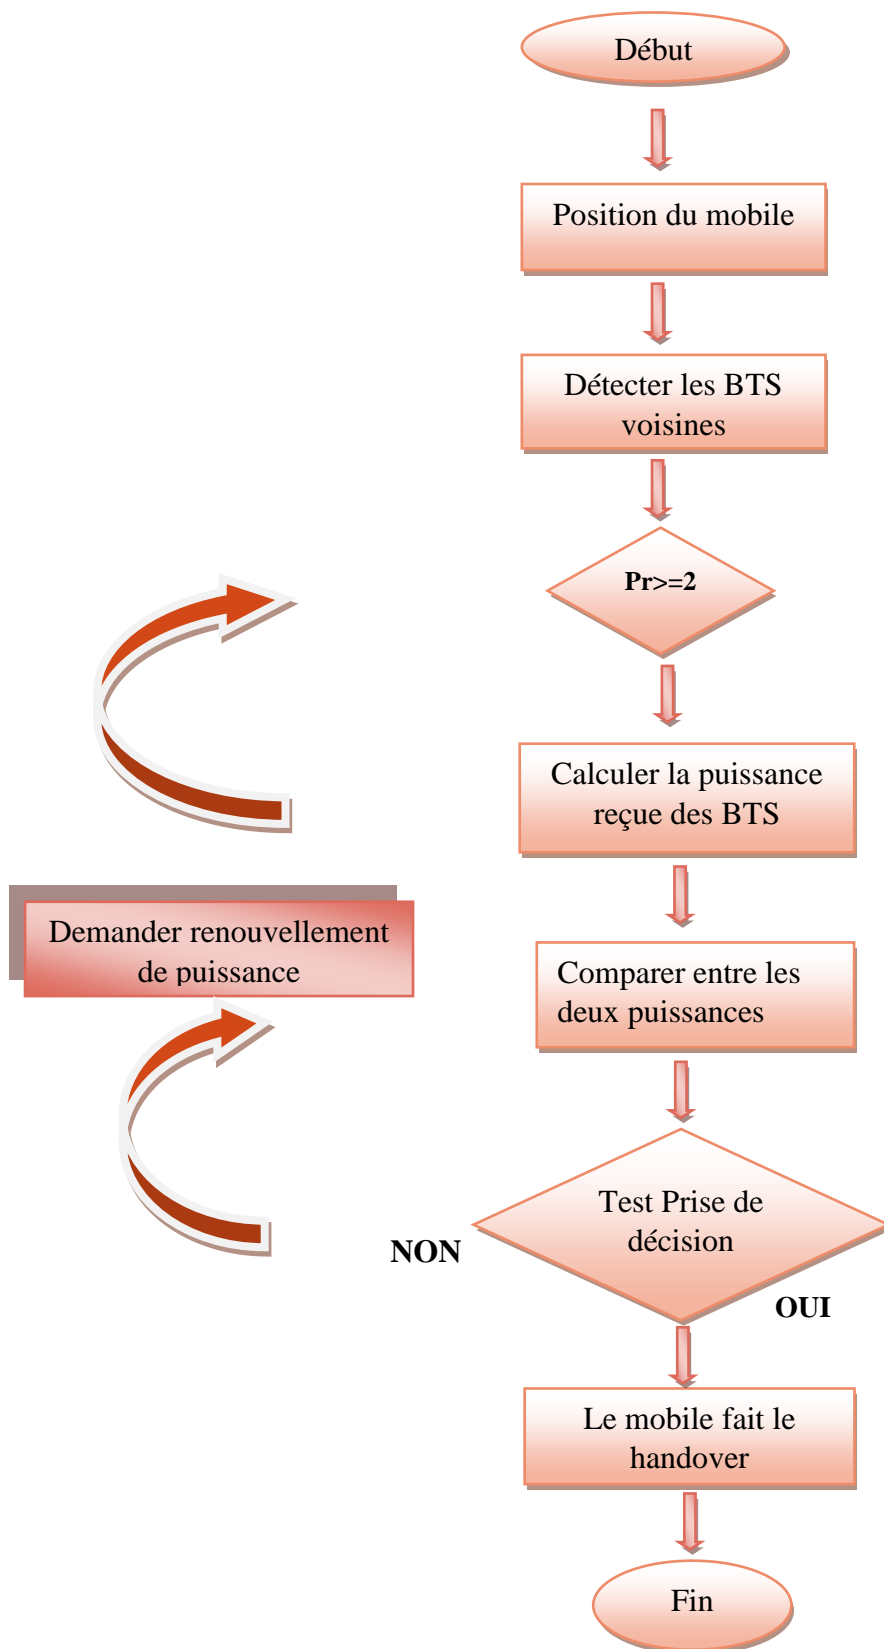 Début
Position du mobile
Détecter les BTS
voisines
Pr>=2
Calculer la puissance
reçue des BTS
Demander renouvellement
de puissance
Comparer entre les
deux puissances
Test Prise de
décision
NON
OUI
Le mobile fait le
handover
Fin